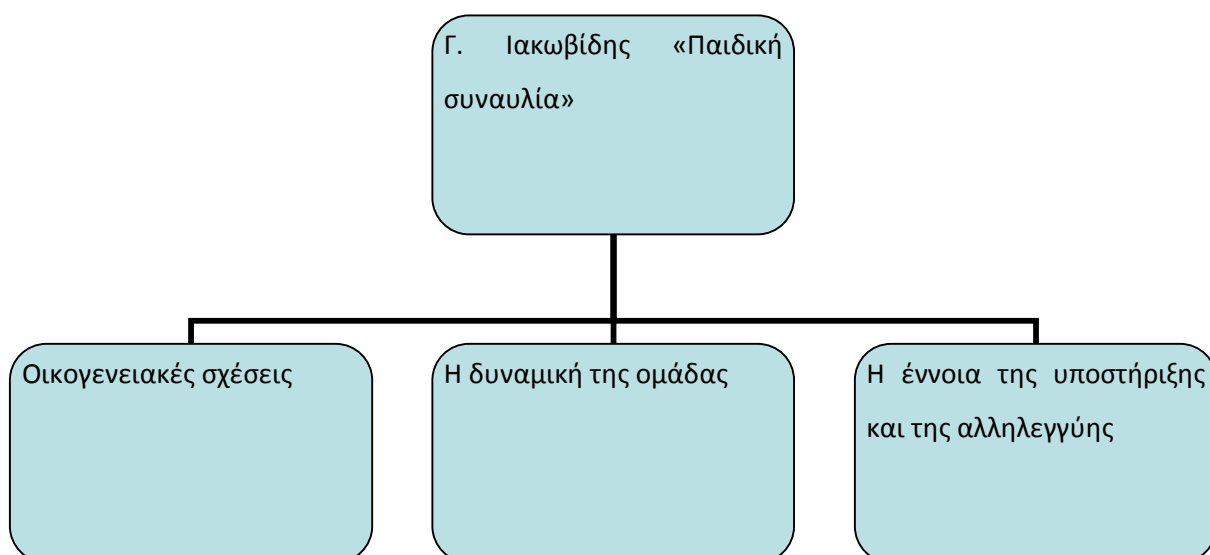 Γ. Ιακωβίδης «Παιδική
συναυλία»
Οικογενειακές σχέσεις
Η δυναμική της ομάδας
Η έννοια της υποστήριξης
και της αλληλεγγύης